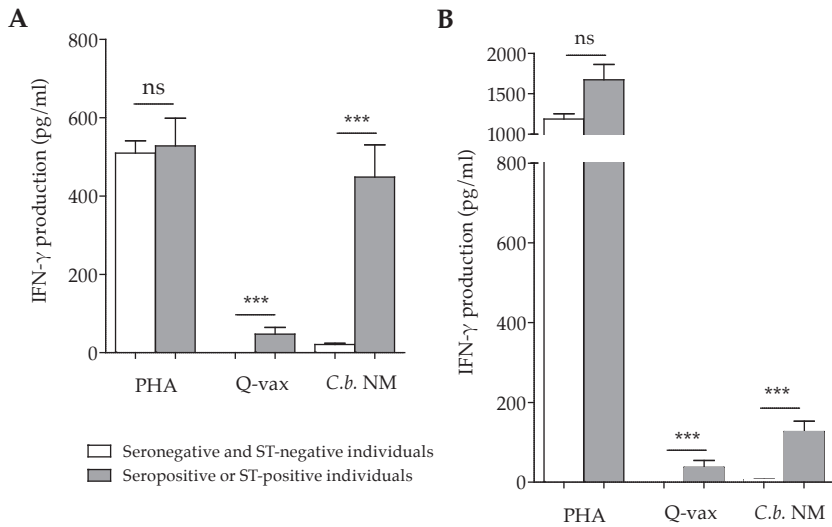 A
IFN-γ production (pg/ml)
800
600
400
200
0
ns
***
***
PHA
Q-vax
C.b. NM
Seronegative and ST-negative individuals
Seropositive or ST-positive individuals
B
IFN-γ production (pg/ml)
2000
1500
1000
800
600
400
200
0
ns
***
***
PHA
Q-vax
C.b. NM